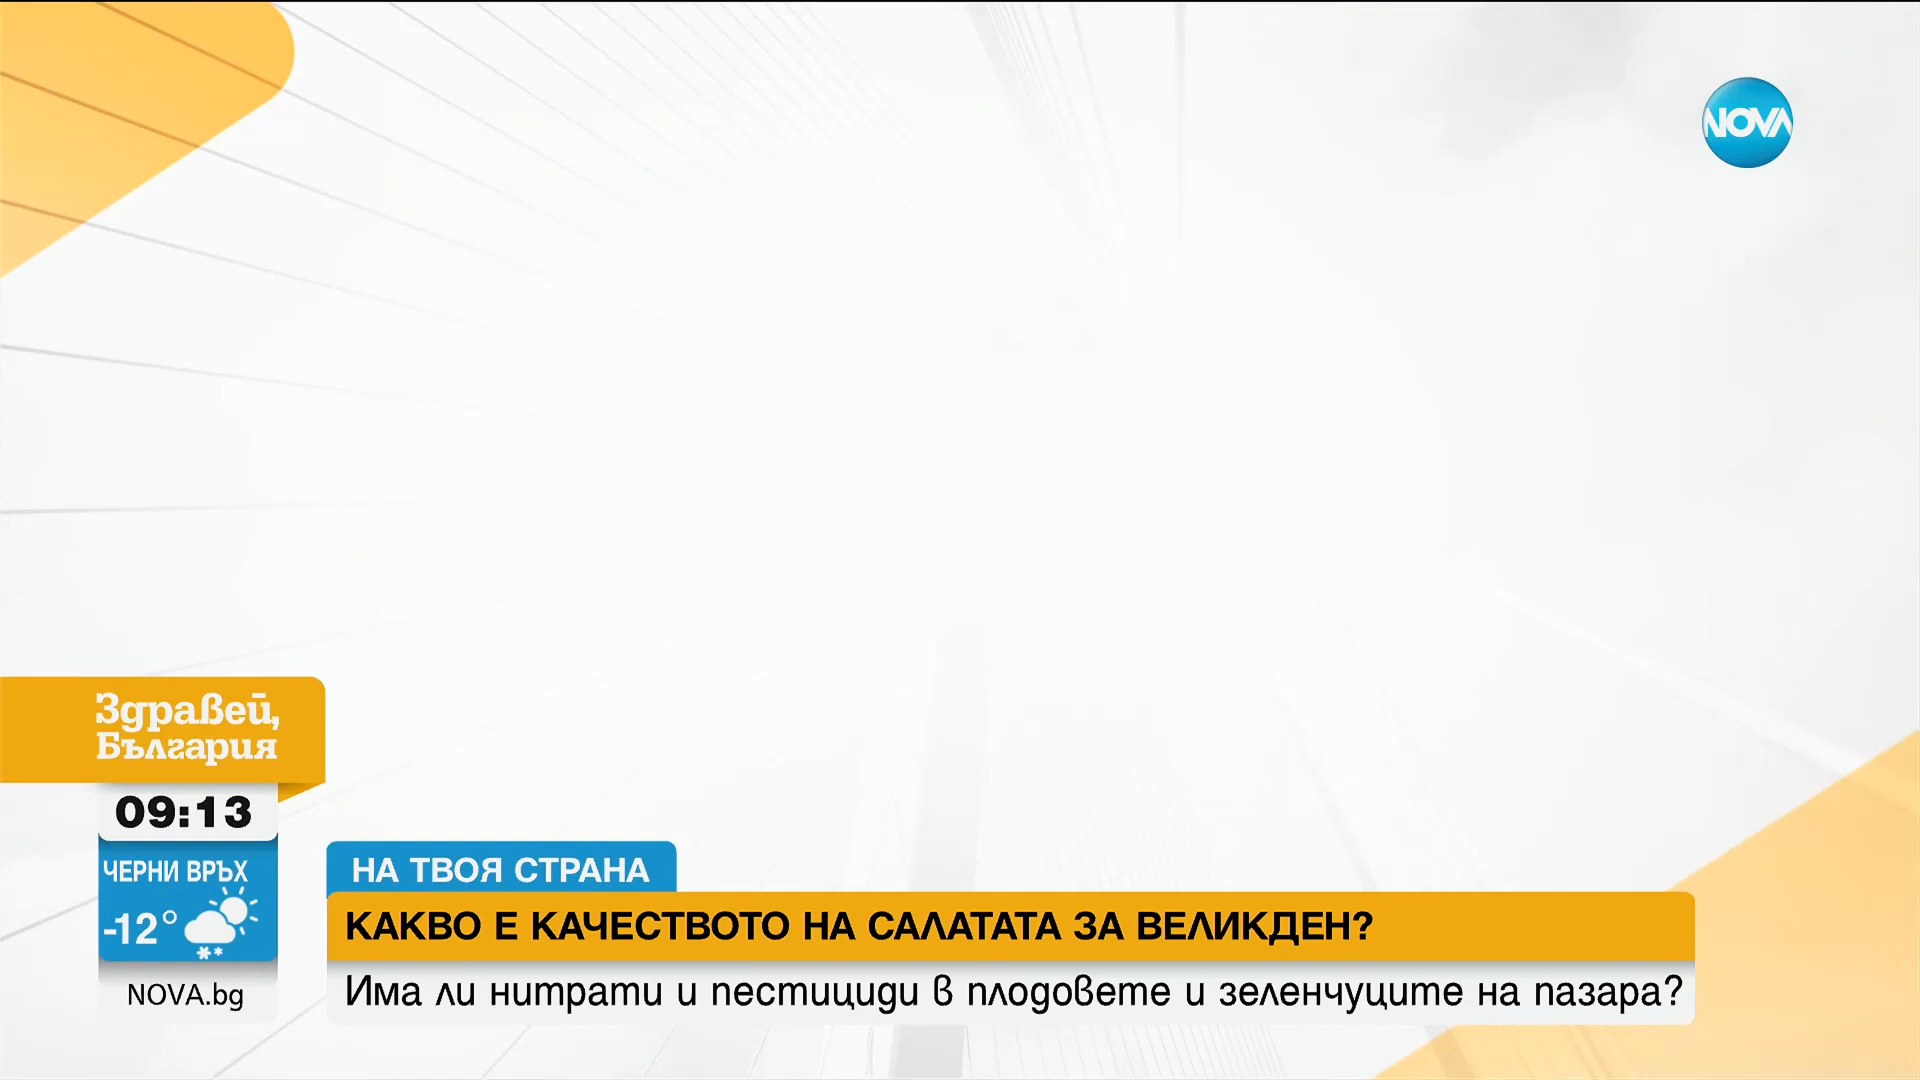 NOVA
Здравей,
България
09:13
ЧЕРНИ ВРЪХ
-12°
NOVA.bg
НА ТВОЯ СТРАНА
КАКВО Е КАЧЕСТВОТО НА САЛАТАТА ЗА ВЕЛИКДЕН?
Има ли нитрати и пестициди в плодовете и зеленчуците на пазара?